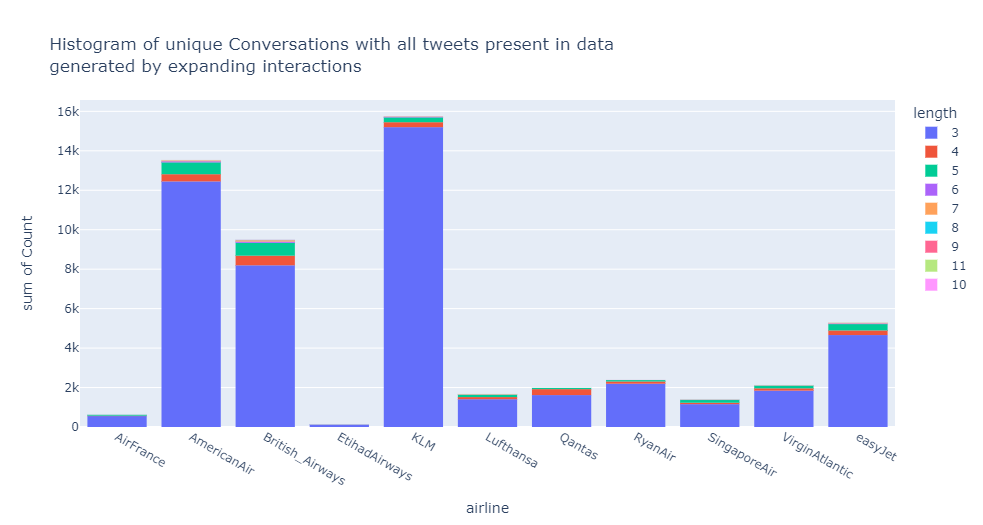 Histogram of unique Conversations with all tweets present in data
generated by expanding interactions
length
3
4
5
6
7
8
9
11
10
sum of Count
16k
14k
12k
10k
8k
6k
4k
2k
0
AirFrance
AmericanAir
British_Airways
EtihadAirways
KLM
Lufthansa
Qantas
RyanAir
SingaporeAir
VirginAtlantic
easyJet
airline